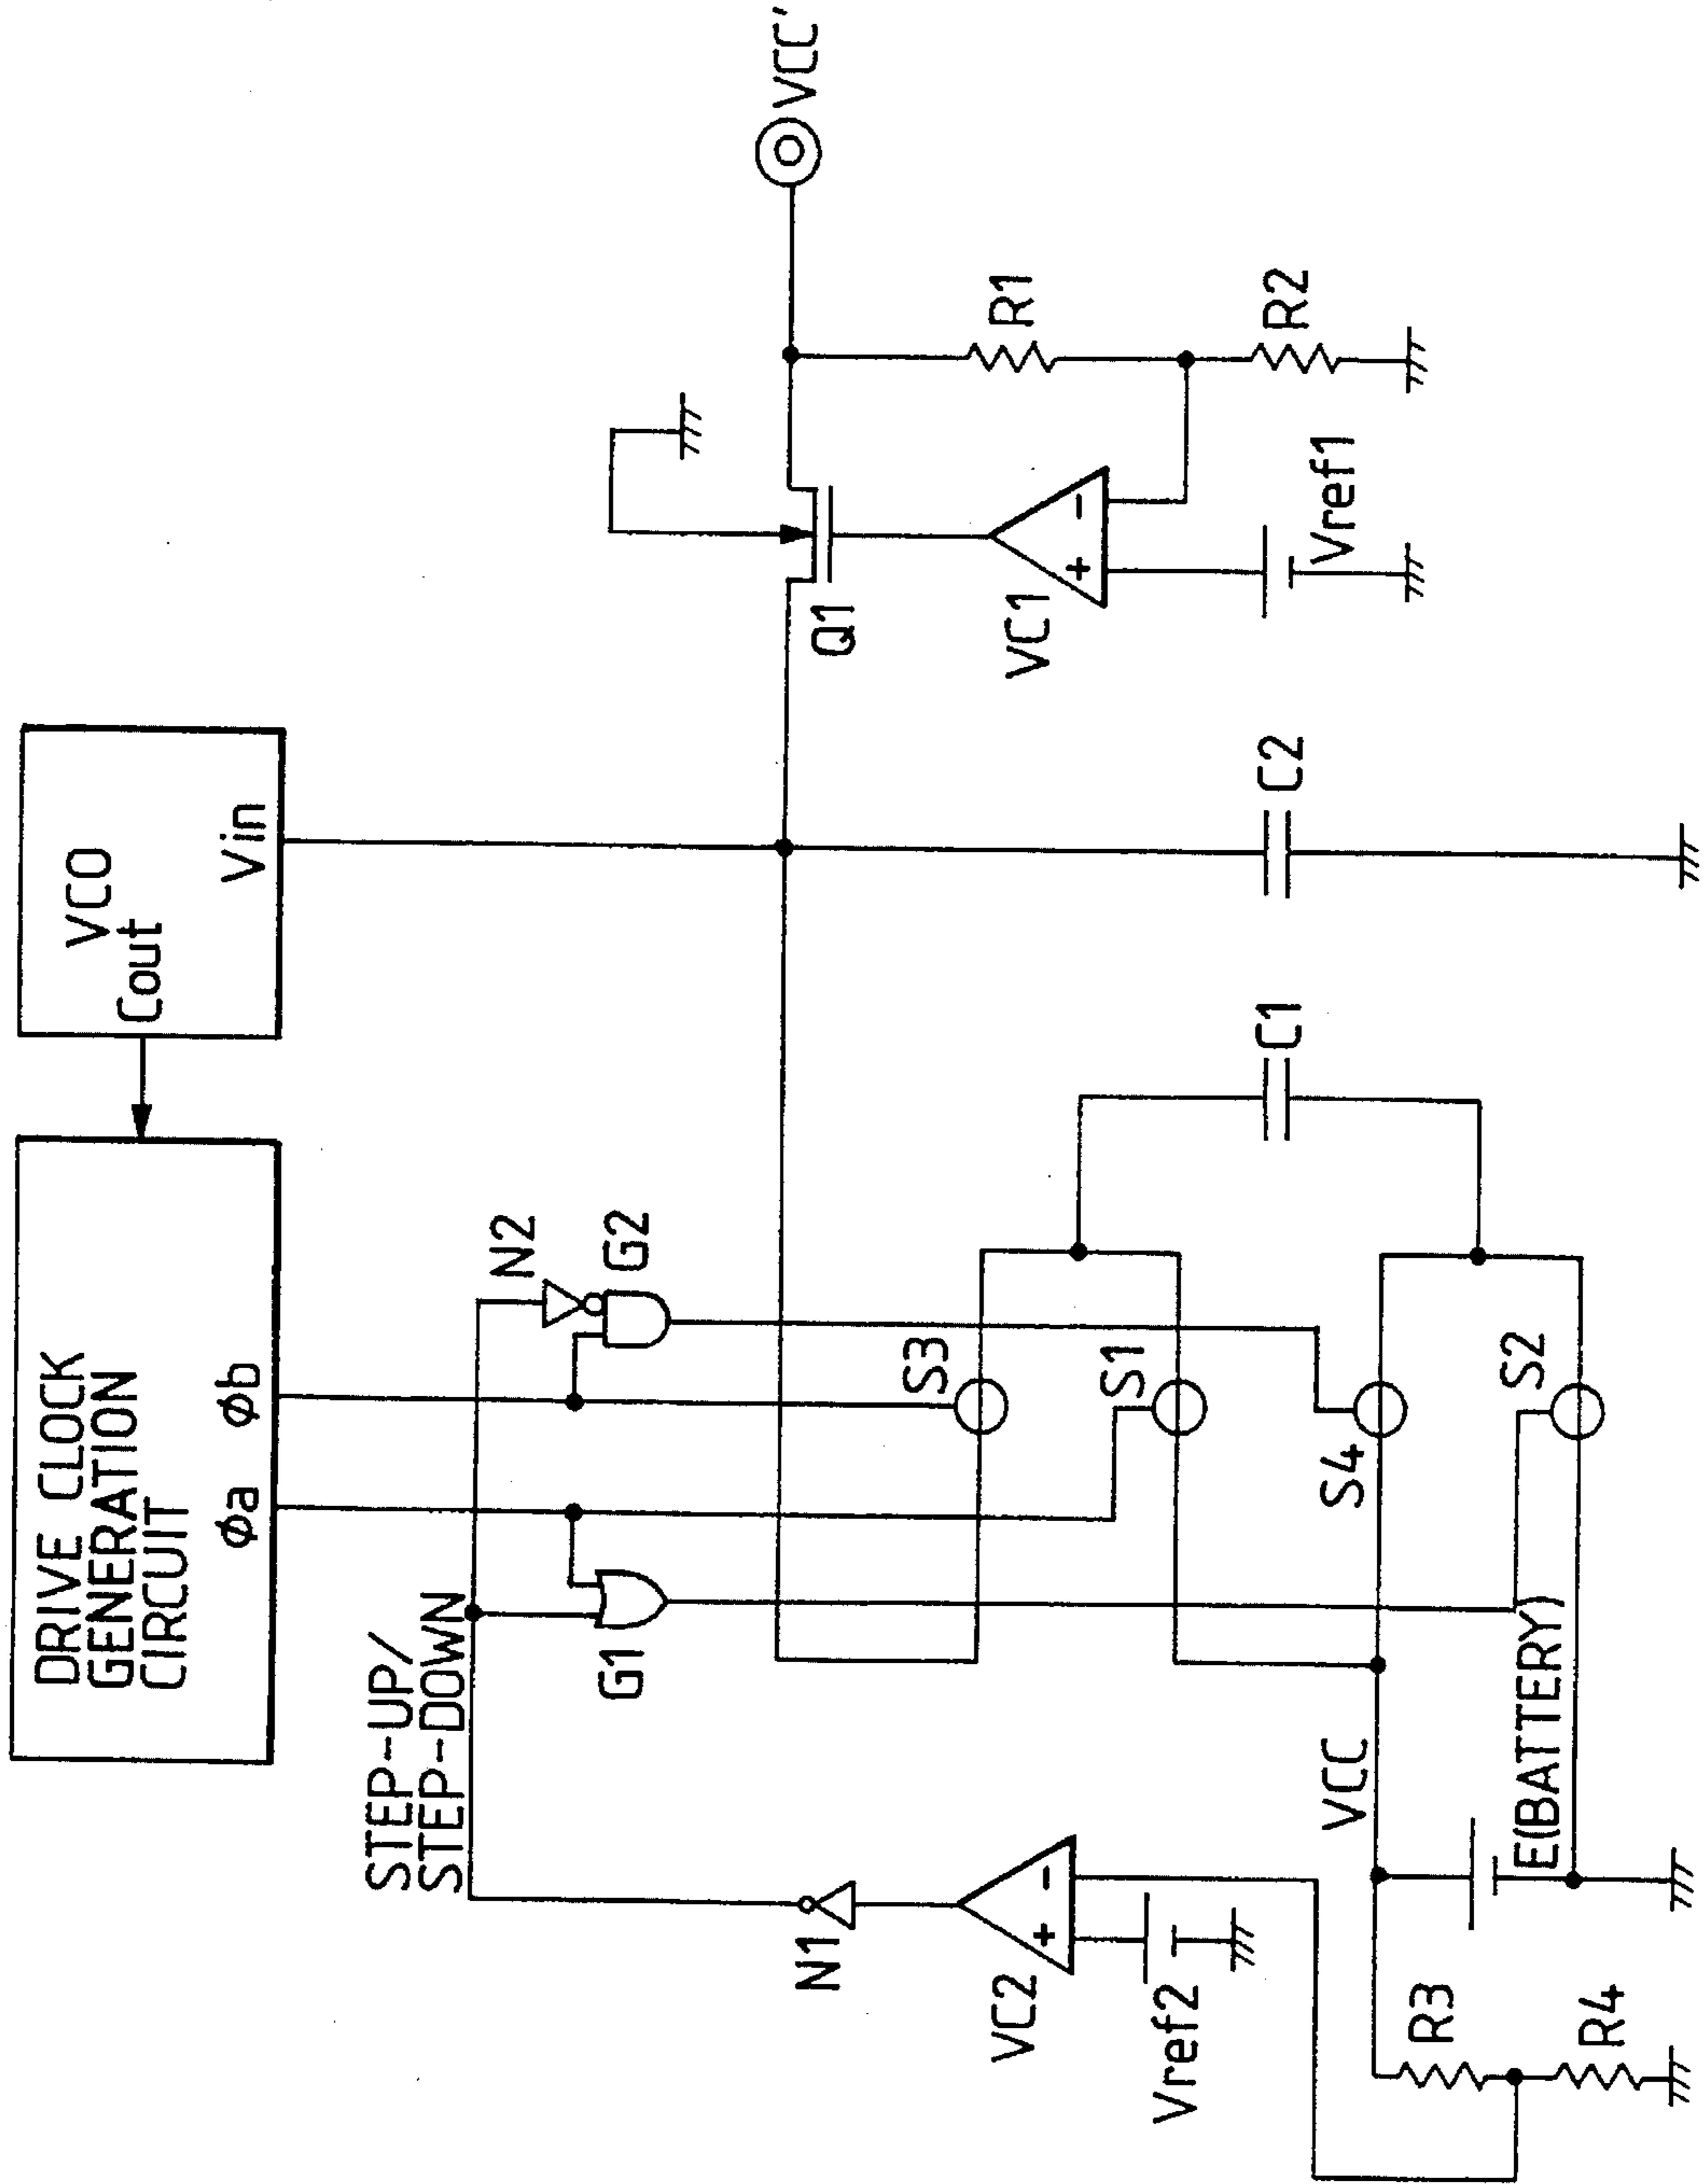 DRIVE CLOCK
GENERATION
CIRCUIT
φa
φb
VCO
Cout
Vin
STEP-UP/
STEP-DOWN
N2
G2
G1
VCC'
Q1
R1
R2
VC1
+
-
Vref1
C2
C1
S3
S1
S4
S2
N1
VC2
+
-
Vref2
VCC
E(BATTERY)
R3
R4